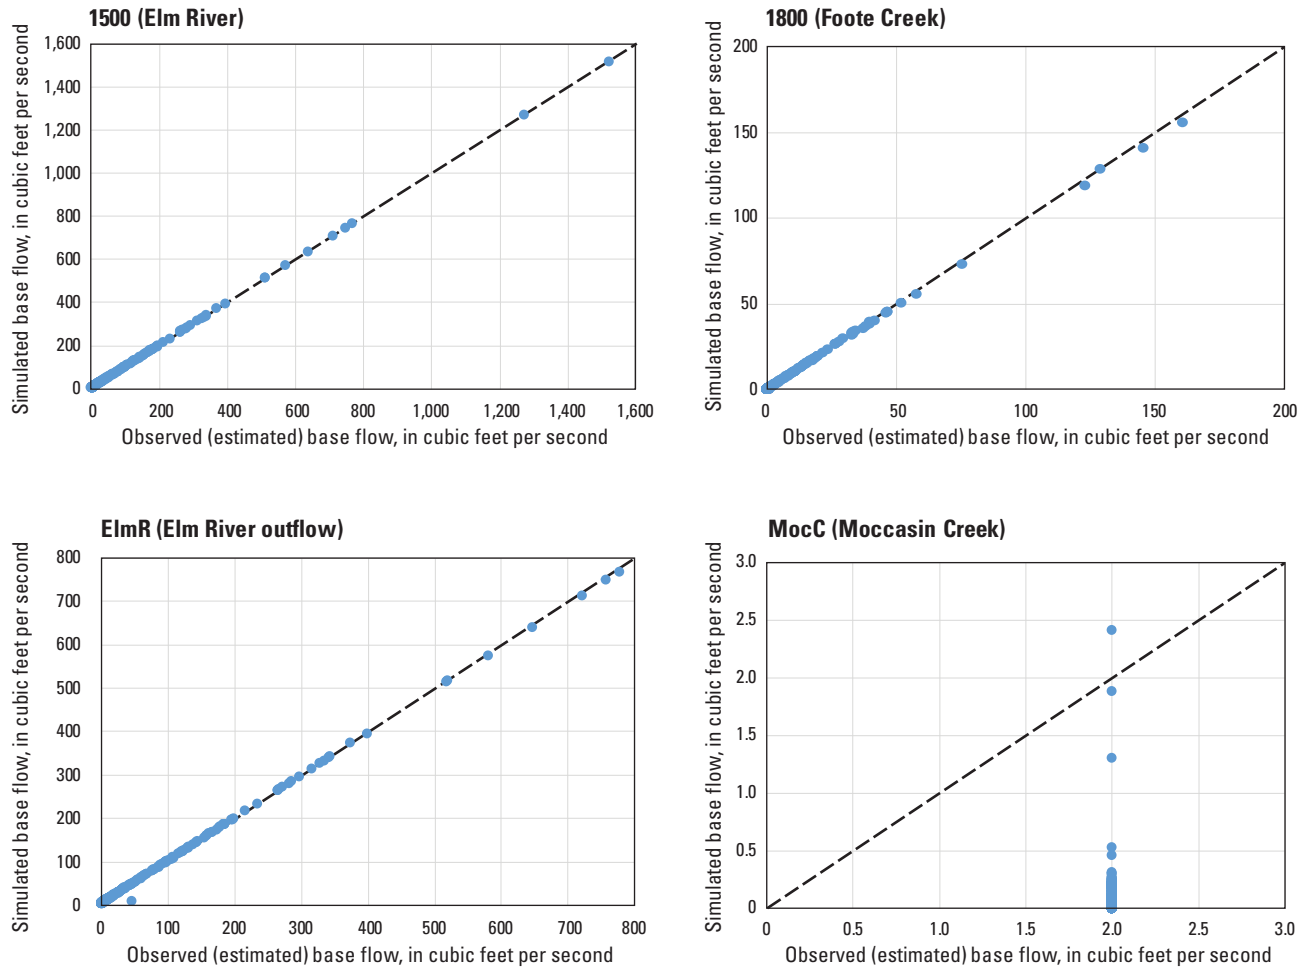 1500 (Elm River)
Simulated base flow, in cubic feet per second
1,600
1,400
1,200
1,000
800
600
400
200
0
0 200 400 600 800 1,000 1,200 1,400 1,600
Observed (estimated) base flow, in cubic feet per second
1800 (Foote Creek)
Simulated base flow, in cubic feet per second
200
150
100
50
0
0 50 100 150 200
Observed (estimated) base flow, in cubic feet per second
ElmR (Elm River outflow)
Simulated base flow, in cubic feet per second
800
700
600
500
400
300
200
100
0
0 100 200 300 400 500 600 700 800
Observed (estimated) base flow, in cubic feet per second
MocC (Moccasin Creek)
Simulated base flow, in cubic feet per second
3.0
2.5
2.0
1.5
1.0
0.5
0
0 0.5 1.0 1.5 2.0 2.5 3.0
Observed (estimated) base flow, in cubic feet per second